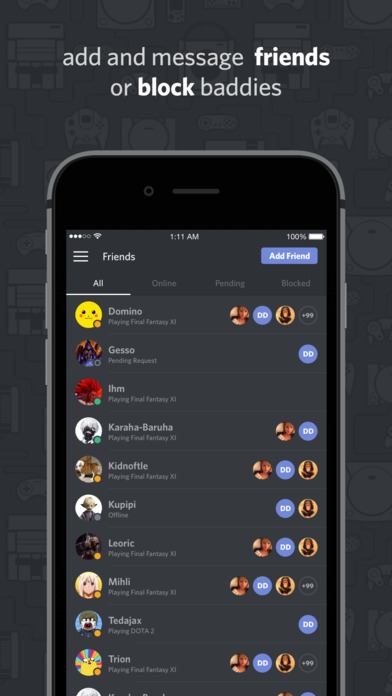 add and message friends
or block baddies
1:11 AM 100%
Friends Add Friend
All Online Pending Blocked
Domino
Playing Final Fantasy XI
DD +99
Gesso
Pending Request
DD
Ihm
Playing Final Fantasy XI
Karaha-Baruha
Playing Final Fantasy XI
DD
Kidnoftle
Playing Final Fantasy XI
DD
Kupipi
Offline
DD
Leoric
Playing Final Fantasy XI
DD
Mihli
Playing Final Fantasy XI
DD +99
Tedajax
Playing DOTA 2
DD
Trion
Playing Final Fantasy XI
DD